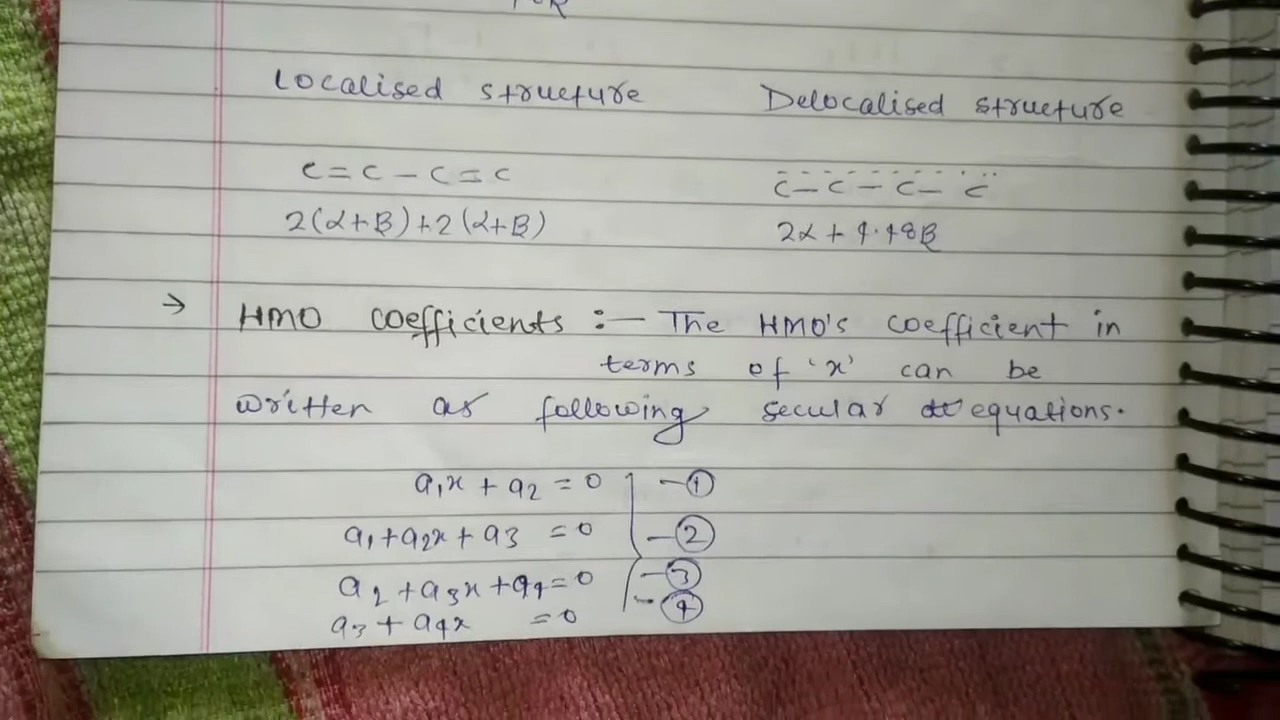 Localised structure Delocalised structure
C=C-C=C C-C-C-C
2(α+β)+2(α+β) 2α+4.48β
→ HMO coefficients :- The HMO's coefficient in
terms of 'x' can be
written as following secular equations.
a₁x + a₂ = 0 -①
a₁+a₂x+a₃ = 0 -②
a₂+a₃x+a₄=0 -③
a₃+a₄x =0 -④